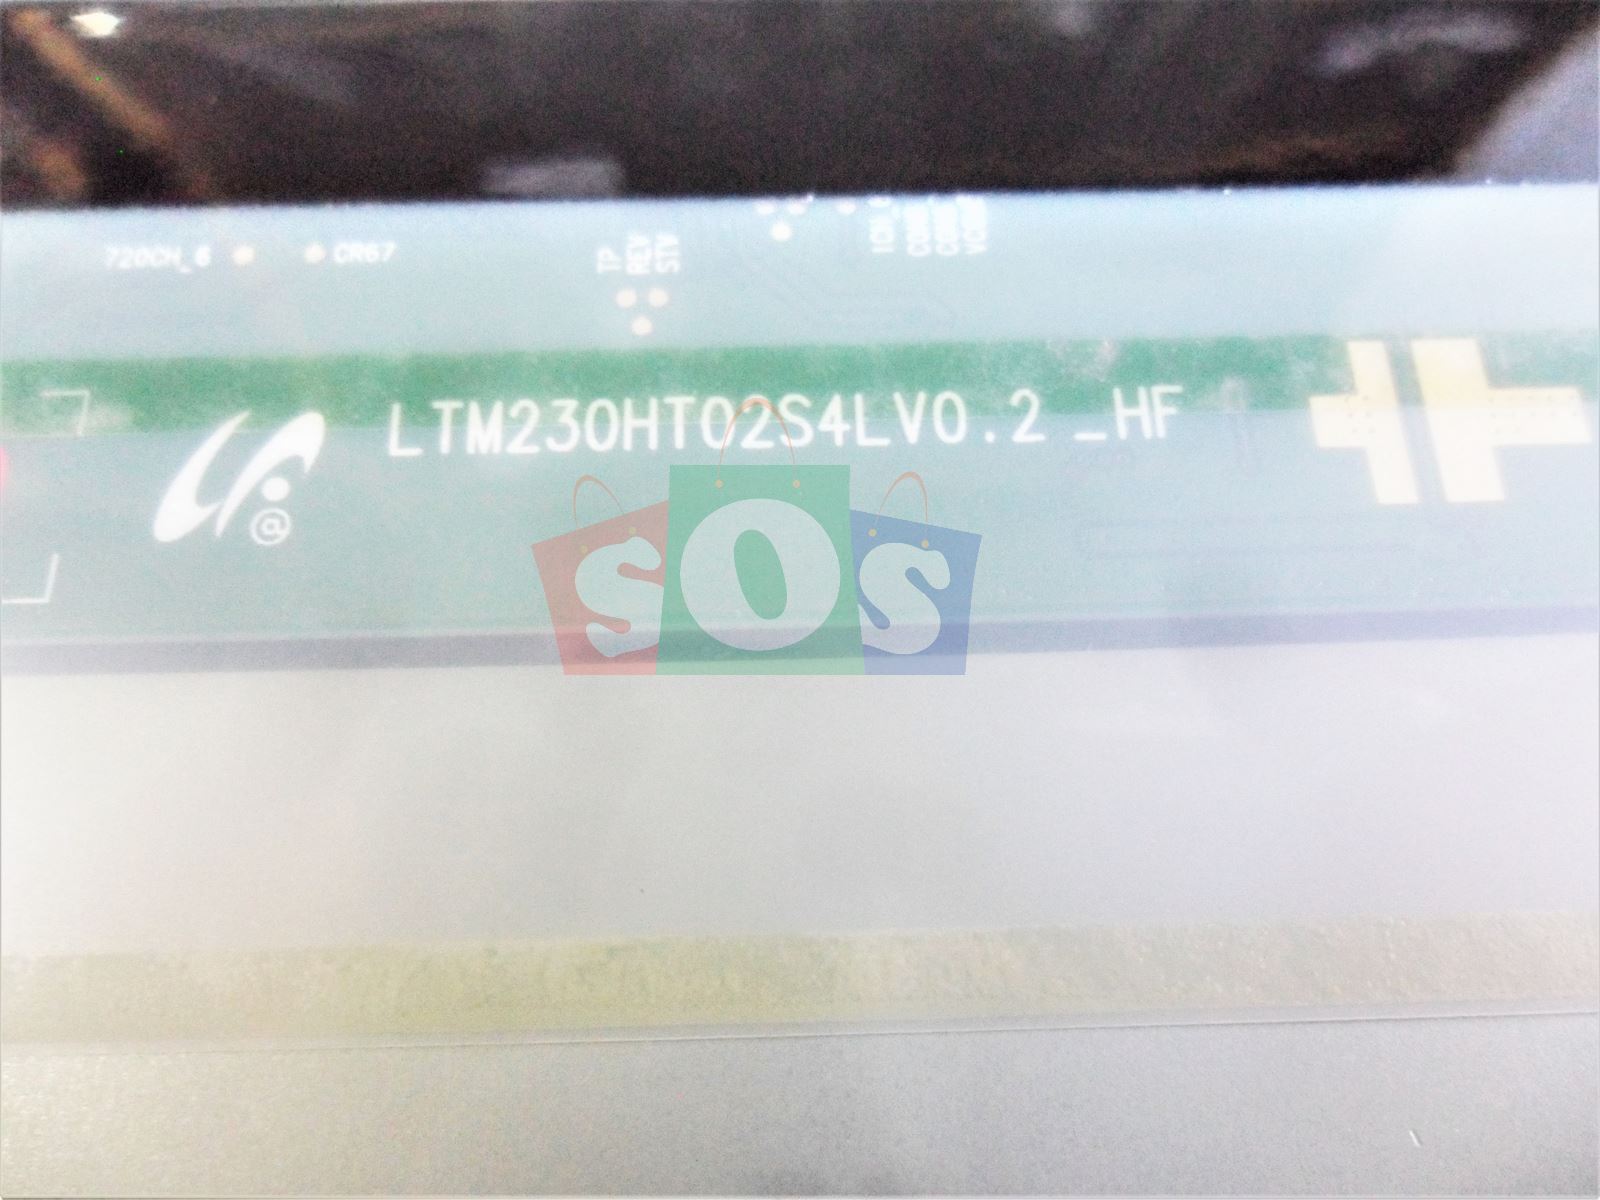 720CH_6
CR67
TP
REV
STV
LTM230HT02S4LV0.2_HF
@
SOS